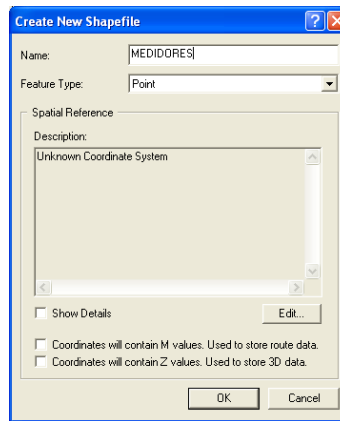 Create New Shapefile
Name: MEDIDORES
Feature Type: Point
Spatial Reference
Description:
Unknown Coordinate System
Show Details Edit...
Coordinates will contain M values. Used to store route data.
Coordinates will contain Z values. Used to store 3D data.
OK Cancel